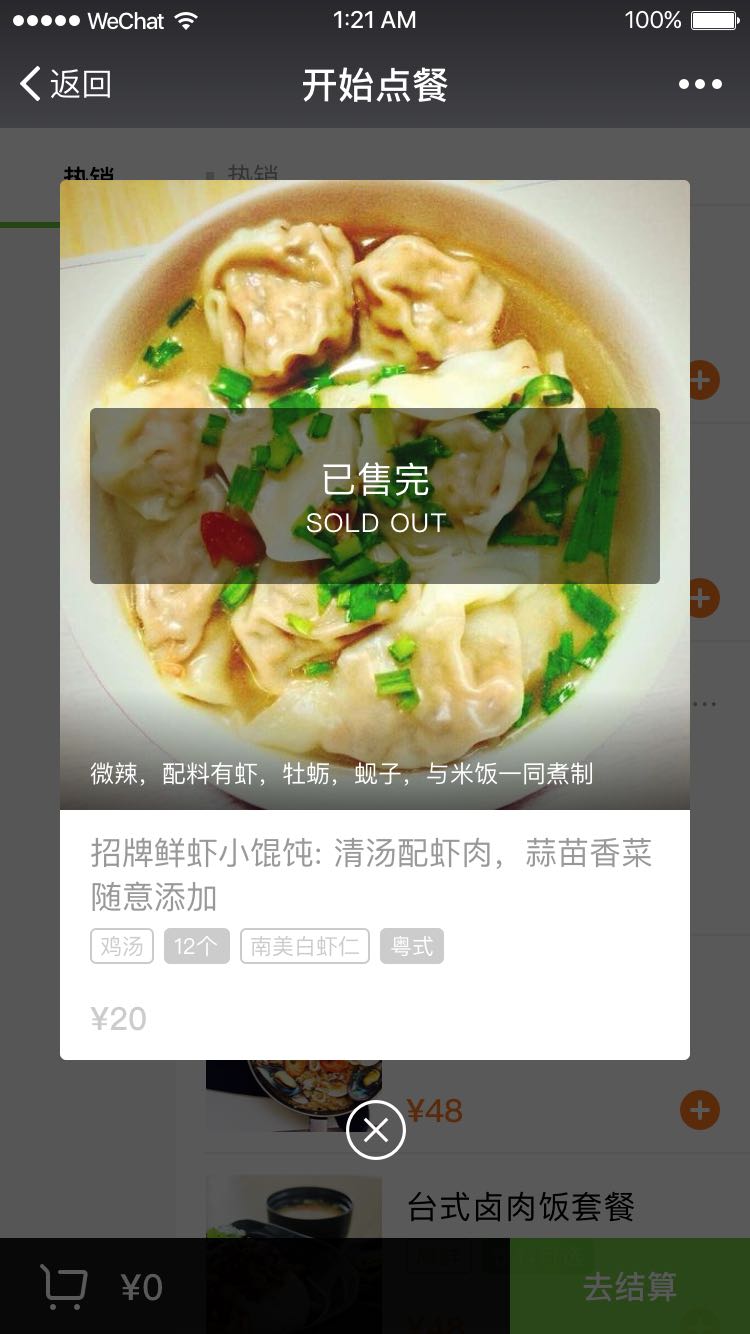 WeChat 1:21 AM 100%
返回 开始点餐
热销 热销
已售完
SOLD OUT
微辣，配料有虾，牡蛎，蚬子，与米饭一同煮制
招牌鲜虾小馄饨: 清汤配虾肉，蒜苗香菜
随意添加
鸡汤 12个 南美白虾仁 粤式
¥20
¥48
台式卤肉饭套餐
¥0 去结算